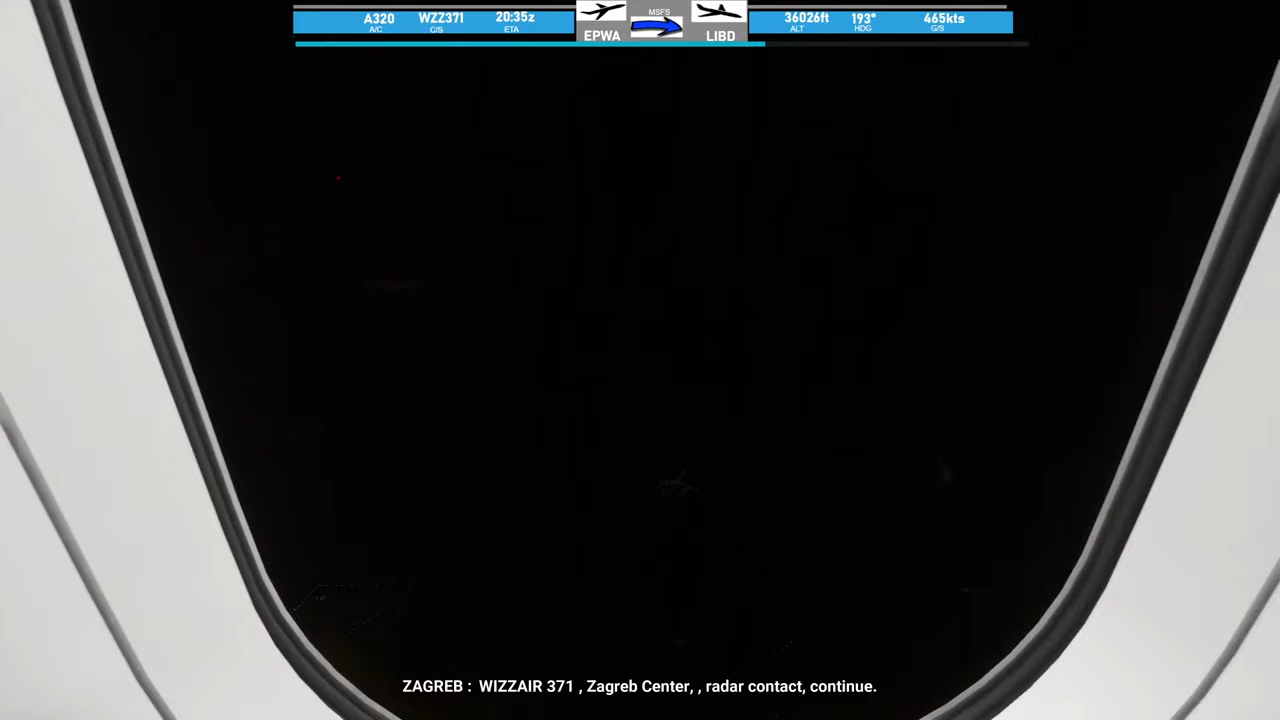 A320 WZZ371 20:35z MSFS 36026ft 193° 465kts
A/C C/S ETA EPWA LIBD ALT HDG G/S
ZAGREB : WIZZAIR 371 , Zagreb Center, , radar contact, continue.